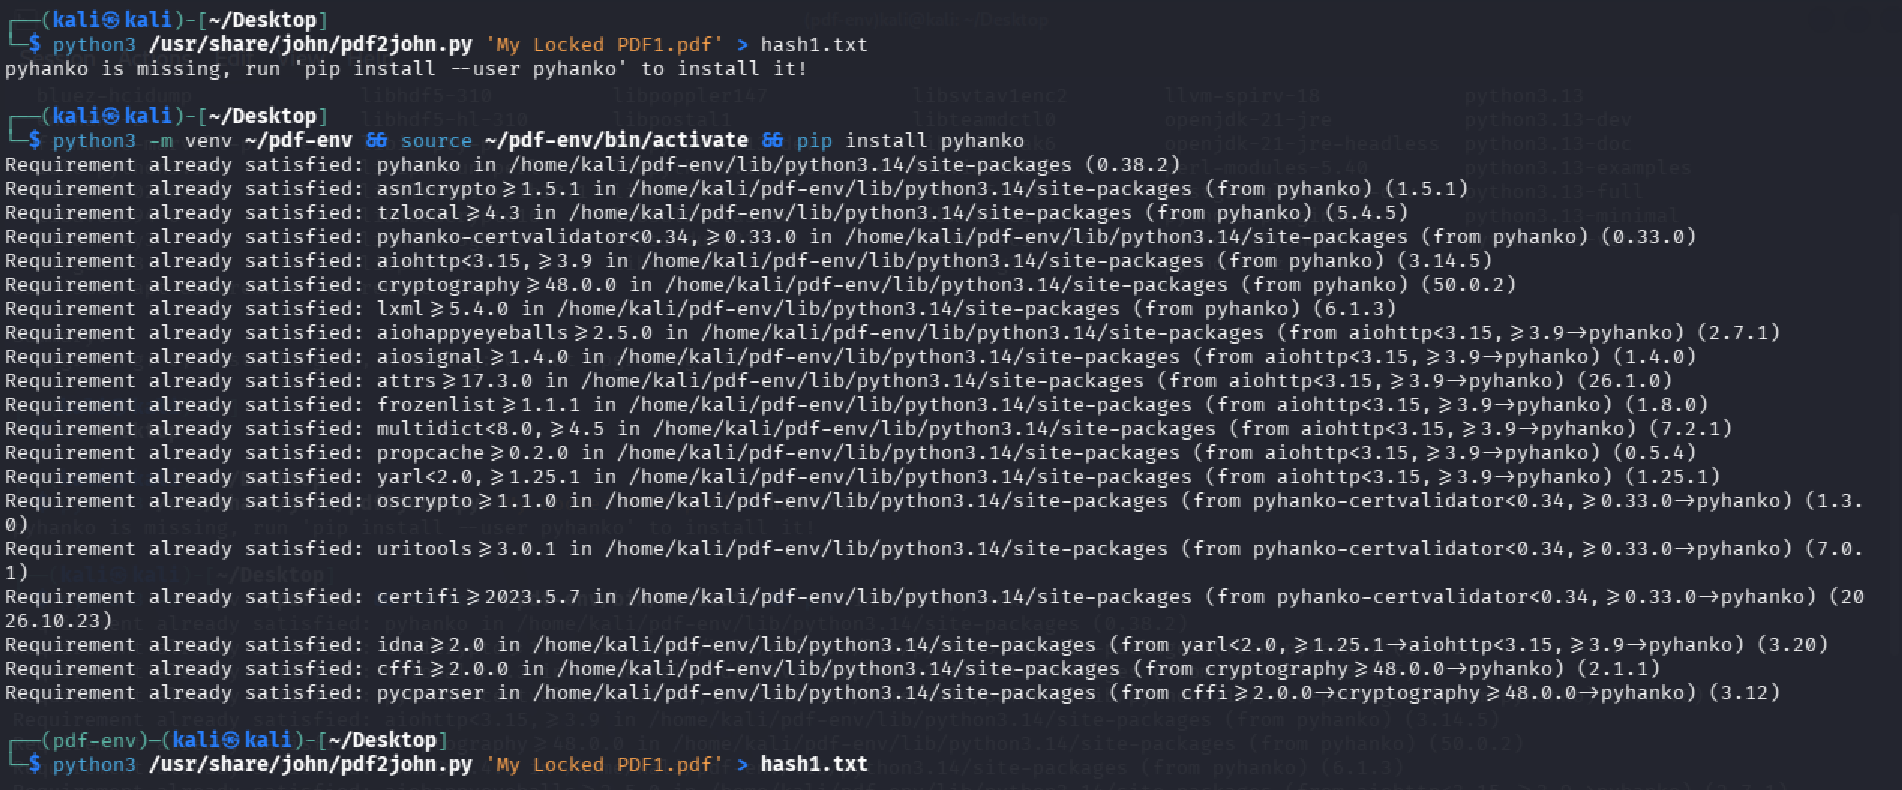 ┌──(kali㉿kali)-[~/Desktop]
└─$ python3 /usr/share/john/pdf2john.py 'My Locked PDF1.pdf' > hash1.txt
pyhanko is missing, run 'pip install --user pyhanko' to install it!
┌──(kali㉿kali)-[~/Desktop]
└─$ python3 -m venv ~/pdf-env && source ~/pdf-env/bin/activate && pip install pyhanko
Requirement already satisfied: pyhanko in /home/kali/pdf-env/lib/python3.14/site-packages (0.38.2)
Requirement already satisfied: asn1crypto≥1.5.1 in /home/kali/pdf-env/lib/python3.14/site-packages (from pyhanko) (1.5.1)
Requirement already satisfied: tzlocal≥4.3 in /home/kali/pdf-env/lib/python3.14/site-packages (from pyhanko) (5.4.5)
Requirement already satisfied: pyhanko-certvalidator<0.34,≥0.33.0 in /home/kali/pdf-env/lib/python3.14/site-packages (from pyhanko) (0.33.0)
Requirement already satisfied: aiohttp<3.15,≥3.9 in /home/kali/pdf-env/lib/python3.14/site-packages (from pyhanko) (3.14.5)
Requirement already satisfied: cryptography≥48.0.0 in /home/kali/pdf-env/lib/python3.14/site-packages (from pyhanko) (50.0.2)
Requirement already satisfied: lxml≥5.4.0 in /home/kali/pdf-env/lib/python3.14/site-packages (from pyhanko) (6.1.3)
Requirement already satisfied: aiohappyeyeballs≥2.5.0 in /home/kali/pdf-env/lib/python3.14/site-packages (from aiohttp<3.15,≥3.9→pyhanko) (2.7.1)
Requirement already satisfied: aiosignal≥1.4.0 in /home/kali/pdf-env/lib/python3.14/site-packages (from aiohttp<3.15,≥3.9→pyhanko) (1.4.0)
Requirement already satisfied: attrs≥17.3.0 in /home/kali/pdf-env/lib/python3.14/site-packages (from aiohttp<3.15,≥3.9→pyhanko) (26.1.0)
Requirement already satisfied: frozenlist≥1.1.1 in /home/kali/pdf-env/lib/python3.14/site-packages (from aiohttp<3.15,≥3.9→pyhanko) (1.8.0)
Requirement already satisfied: multidict<8.0,≥4.5 in /home/kali/pdf-env/lib/python3.14/site-packages (from aiohttp<3.15,≥3.9→pyhanko) (7.2.1)
Requirement already satisfied: propcache≥0.2.0 in /home/kali/pdf-env/lib/python3.14/site-packages (from aiohttp<3.15,≥3.9→pyhanko) (0.5.4)
Requirement already satisfied: yarl<2.0,≥1.25.1 in /home/kali/pdf-env/lib/python3.14/site-packages (from aiohttp<3.15,≥3.9→pyhanko) (1.25.1)
Requirement already satisfied: oscrypto≥1.1.0 in /home/kali/pdf-env/lib/python3.14/site-packages (from pyhanko-certvalidator<0.34,≥0.33.0→pyhanko) (1.3.
0)
Requirement already satisfied: uritools≥3.0.1 in /home/kali/pdf-env/lib/python3.14/site-packages (from pyhanko-certvalidator<0.34,≥0.33.0→pyhanko) (7.0.
1)
Requirement already satisfied: certifi≥2023.5.7 in /home/kali/pdf-env/lib/python3.14/site-packages (from pyhanko-certvalidator<0.34,≥0.33.0→pyhanko) (20
26.10.23)
Requirement already satisfied: idna≥2.0 in /home/kali/pdf-env/lib/python3.14/site-packages (from yarl<2.0,≥1.25.1→aiohttp<3.15,≥3.9→pyhanko) (3.20)
Requirement already satisfied: cffi≥2.0.0 in /home/kali/pdf-env/lib/python3.14/site-packages (from cryptography≥48.0.0→pyhanko) (2.1.1)
Requirement already satisfied: pycparser in /home/kali/pdf-env/lib/python3.14/site-packages (from cffi≥2.0.0→cryptography≥48.0.0→pyhanko) (3.12)
┌──(pdf-env)─(kali㉿kali)-[~/Desktop]
└─$ python3 /usr/share/john/pdf2john.py 'My Locked PDF1.pdf' > hash1.txt